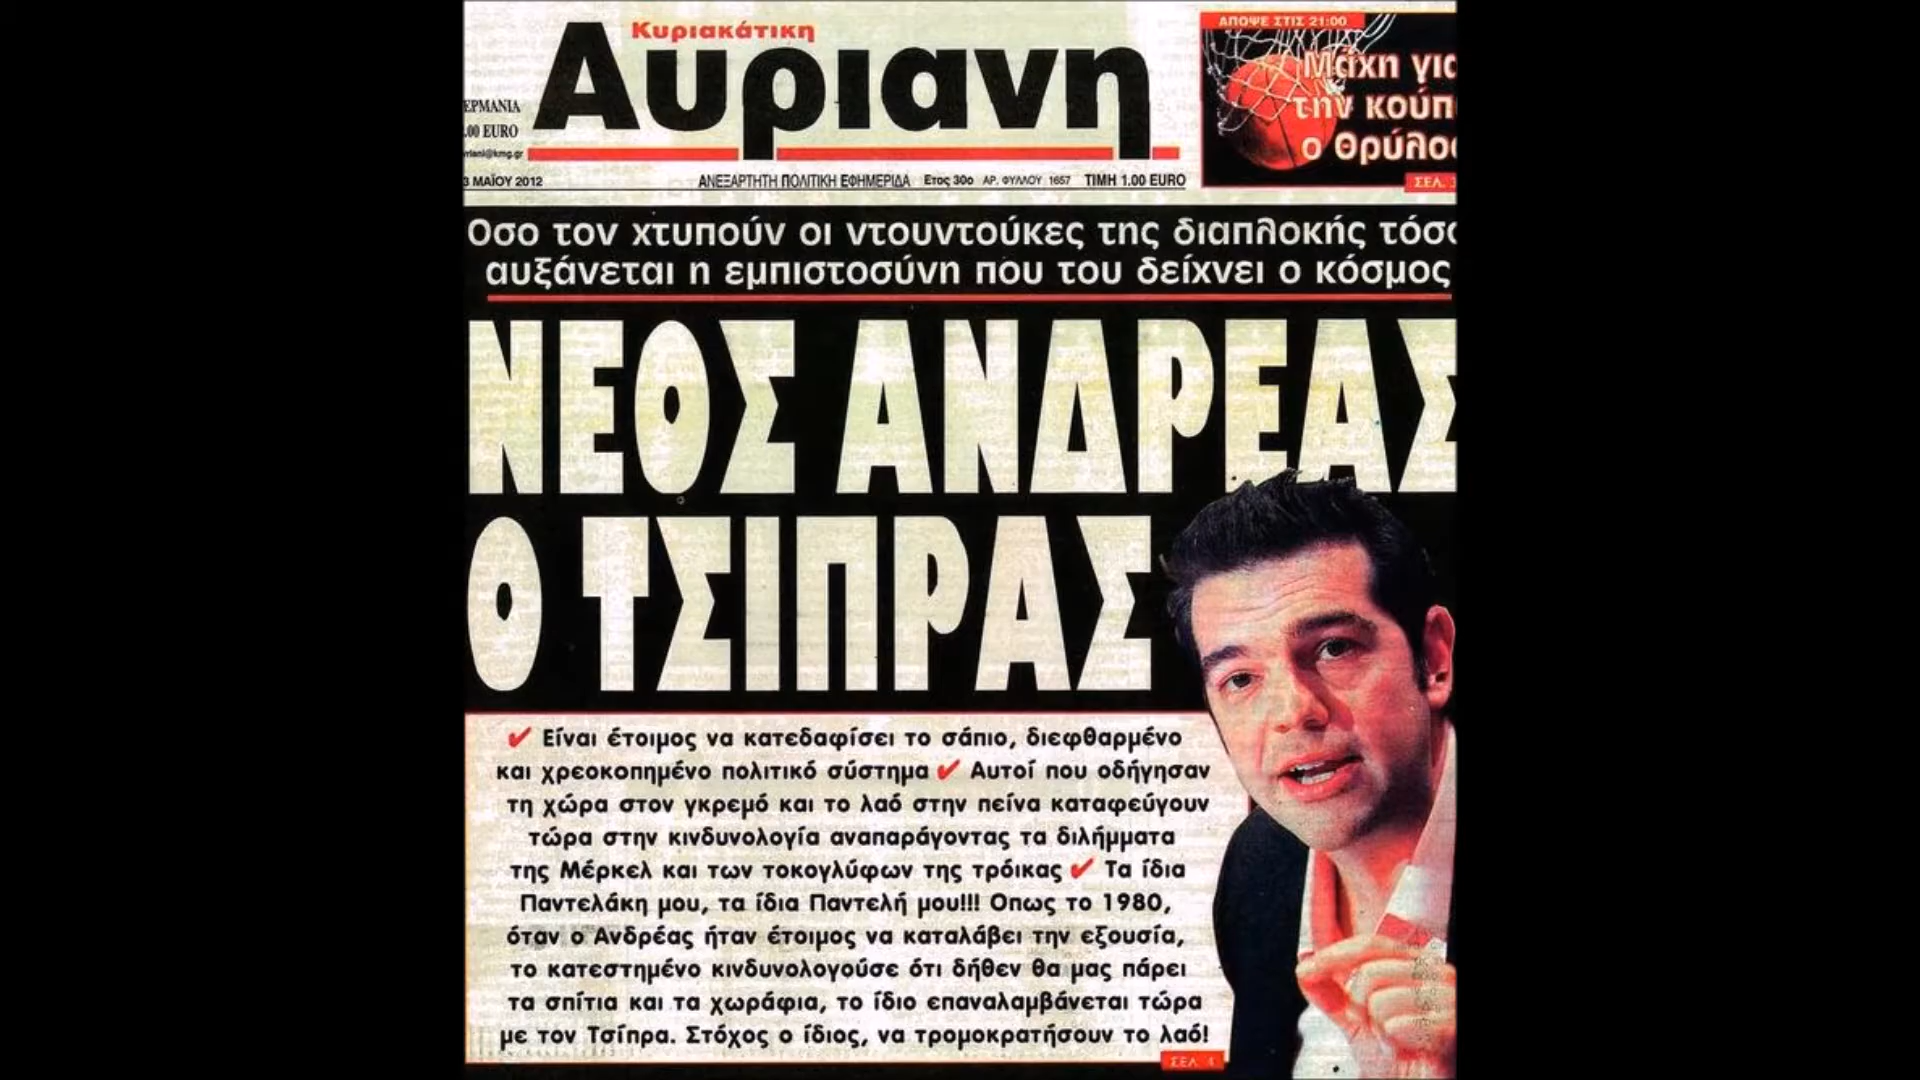 Κυριακάτικη
Αυριανη
ΕΡΜΑΝΙΑ
.00 EURO
3 ΜΑΪΟΥ 2012
ΑΝΕΞΑΡΤΗΤΗ ΠΟΛΙΤΙΚΗ ΕΦΗΜΕΡΙΔΑ Ετος 30ο ΑΡ. ΦΥΛΛΟΥ 1657 ΤΙΜΗ 1.00 EURO
ΑΠΟΨΕ ΣΤΙΣ 21:00
Μάχη για
την κούπ
ο Θρύλος
ΣΕΛ.
Οσο τον χτυπούν οι ντουντούκες της διαπλοκής τόσο
αυξάνεται η εμπιστοσύνη που του δείχνει ο κόσμος
ΝΕΟΣ ΑΝΔΡΕΑΣ
Ο ΤΣΙΠΡΑΣ
✔ Είναι έτοιμος να κατεδαφίσει το σάπιο, διεφθαρμένο
και χρεοκοπημένο πολιτικό σύστημα ✔ Αυτοί που οδήγησαν
τη χώρα στον γκρεμό και το λαό στην πείνα καταφεύγουν
τώρα στην κινδυνολογία αναπαράγοντας τα διλήμματα
της Μέρκελ και των τοκογλύφων της τρόικας ✔ Τα ίδια
Παντελάκη μου, τα ίδια Παντελή μου!!! Οπως το 1980,
όταν ο Ανδρέας ήταν έτοιμος να καταλάβει την εξουσία,
το κατεστημένο κινδυνολογούσε ότι δήθεν θα μας πάρει
τα σπίτια και τα χωράφια, το ίδιο επαναλαμβάνεται τώρα
με τον Τσίπρα. Στόχος ο ίδιος, να τρομοκρατήσουν το λαό!
ΣΕΛ. 4